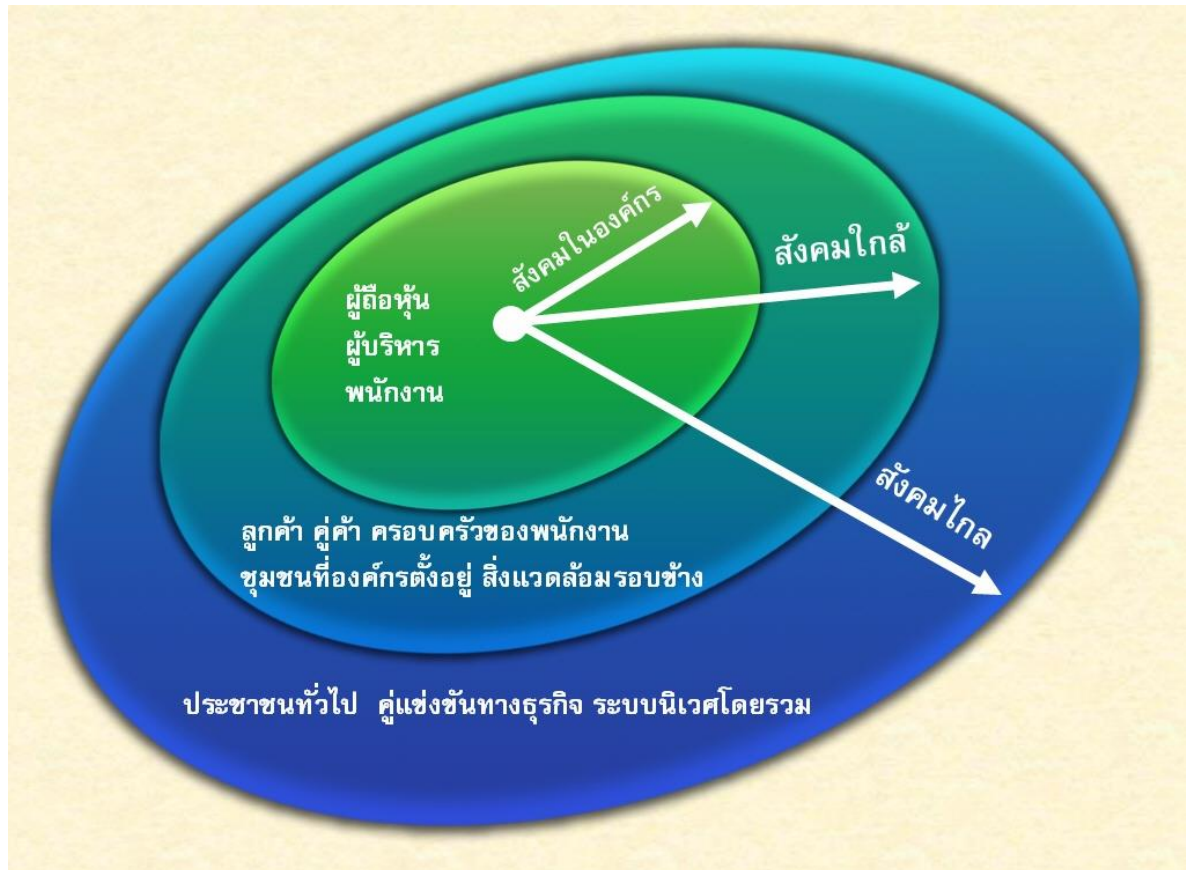 สังคมในองค์กร
สังคมใกล้
ผู้ถือหุ้น
ผู้บริหาร
พนักงาน
สังคมไกล
ลูกค้า คู่ค้า ครอบครัวของพนักงาน
ชุมชนที่องค์กรตั้งอยู่ สิ่งแวดล้อมรอบข้าง
ประชาชนทั่วไป คู่แข่งขันทางธุรกิจ ระบบนิเวศโดยรวม